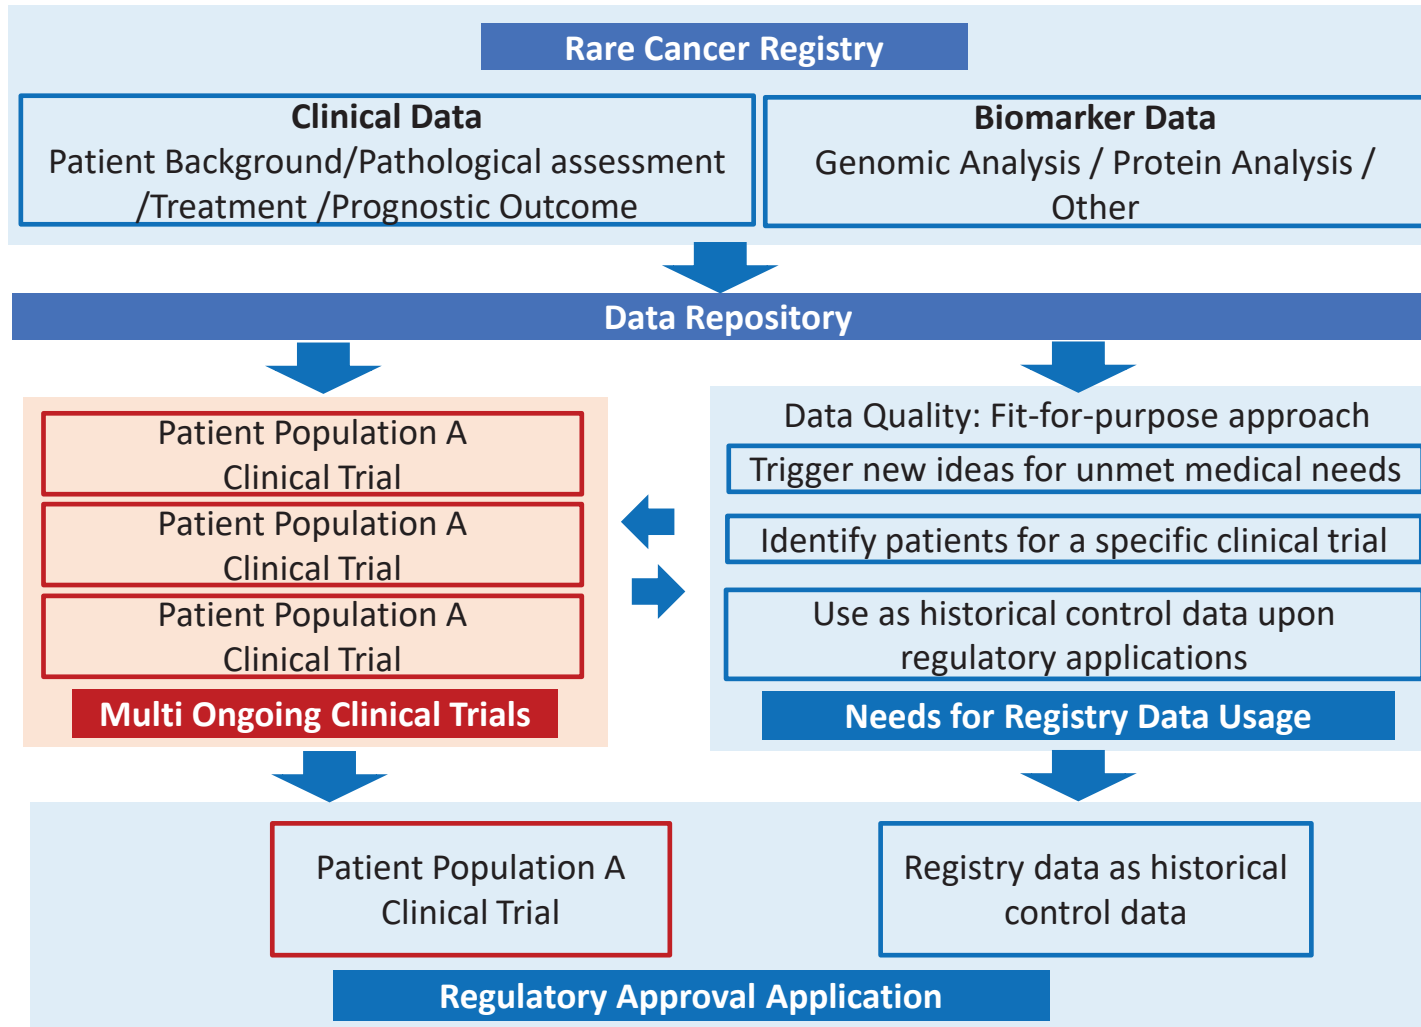 Rare Cancer Registry
Clinical Data
Patient Background/Pathological assessment
/Treatment /Prognostic Outcome
Biomarker Data
Genomic Analysis / Protein Analysis /
Other
Data Repository
Patient Population A
Clinical Trial
Patient Population A
Clinical Trial
Patient Population A
Clinical Trial
Multi Ongoing Clinical Trials
Data Quality: Fit-for-purpose approach
Trigger new ideas for unmet medical needs
Identify patients for a specific clinical trial
Use as historical control data upon
regulatory applications
Needs for Registry Data Usage
Patient Population A
Clinical Trial
Registry data as historical
control data
Regulatory Approval Application